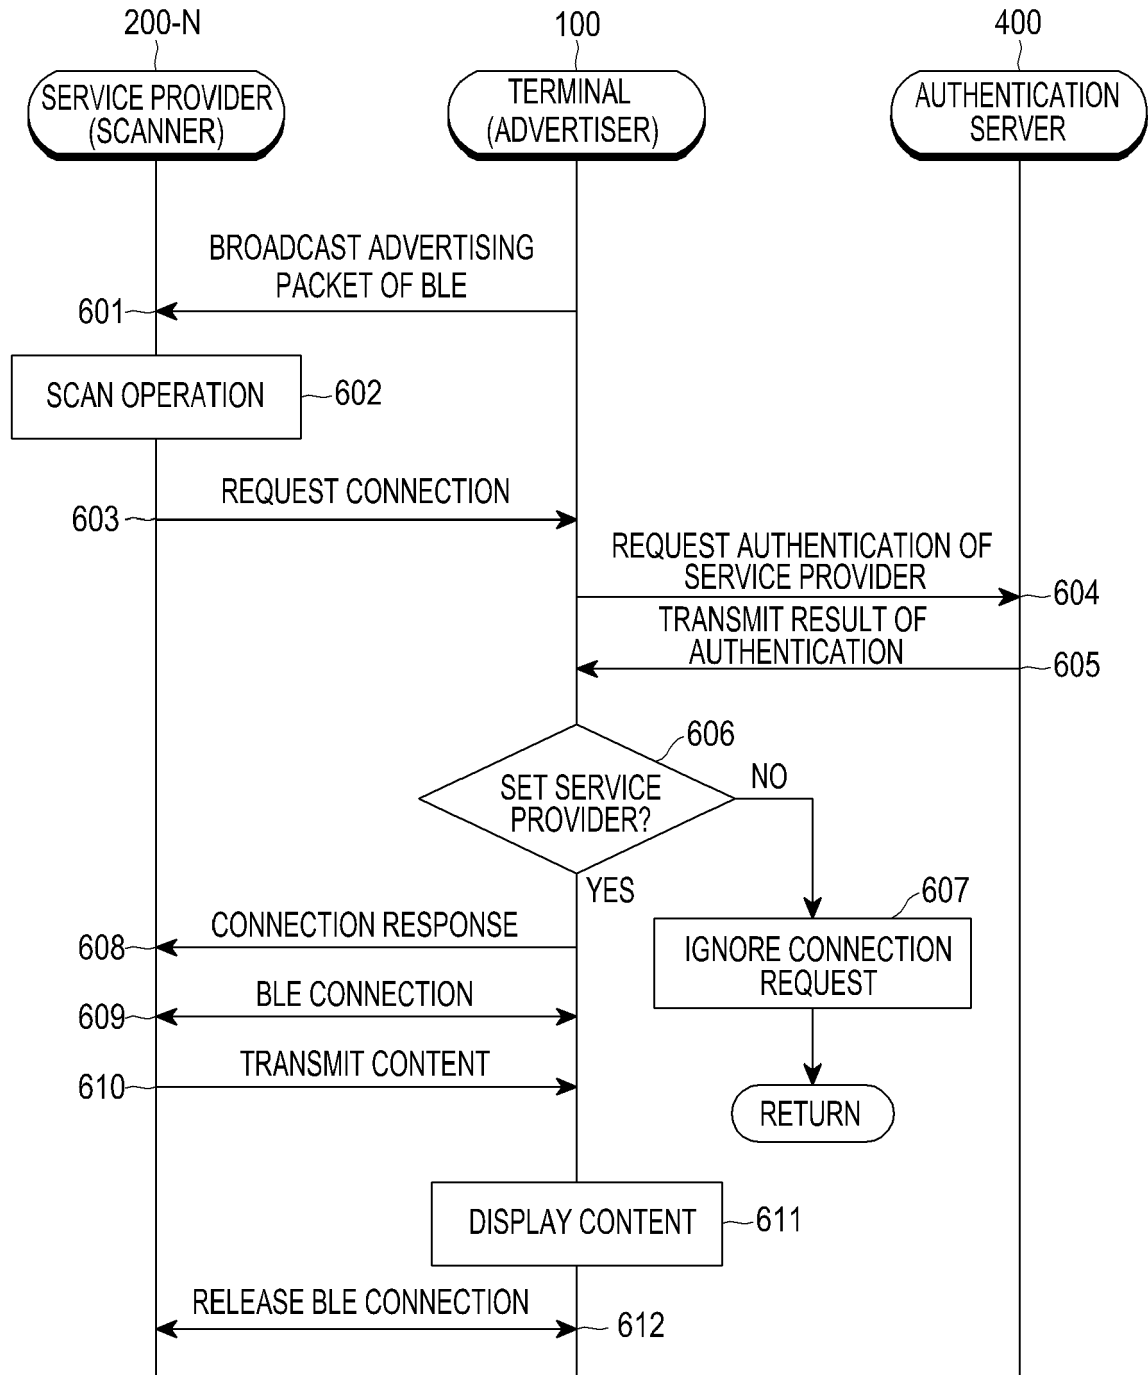 200-N
100
400
SERVICE PROVIDER
(SCANNER)
TERMINAL
(ADVERTISER)
AUTHENTICATION
SERVER
BROADCAST ADVERTISING
PACKET OF BLE
601
SCAN OPERATION
602
REQUEST CONNECTION
603
REQUEST AUTHENTICATION OF
SERVICE PROVIDER
604
TRANSMIT RESULT OF
AUTHENTICATION
605
606
SET SERVICE
PROVIDER?
NO
YES
607
IGNORE CONNECTION
REQUEST
RETURN
CONNECTION RESPONSE
608
BLE CONNECTION
609
TRANSMIT CONTENT
610
DISPLAY CONTENT
611
RELEASE BLE CONNECTION
612